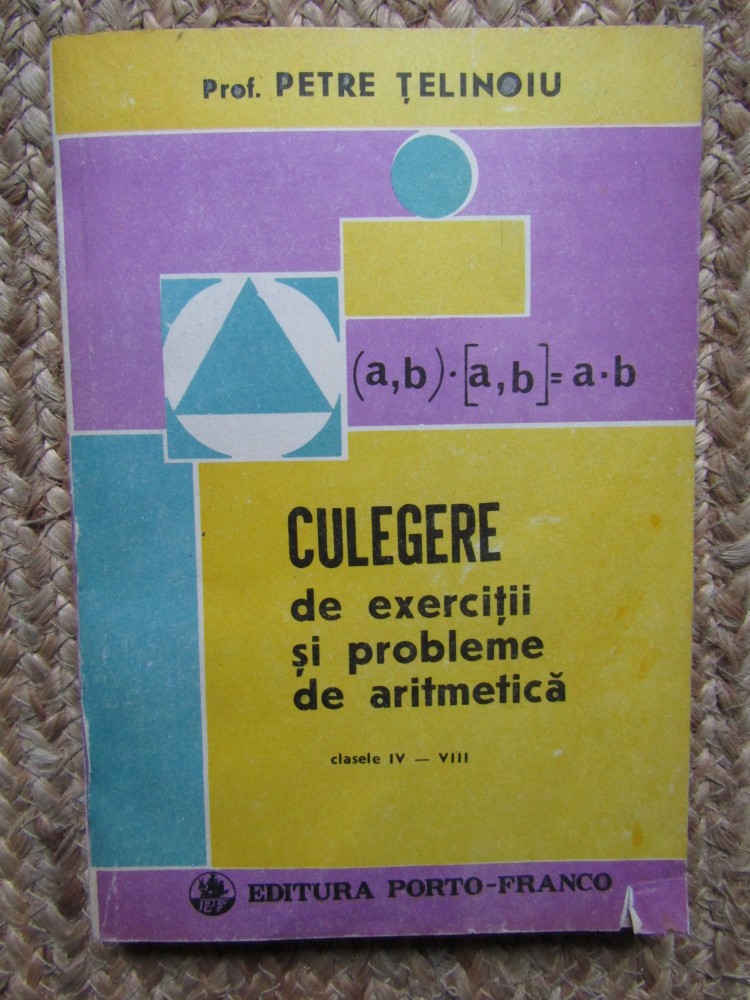 Prof. PETRE ȚELINOIU
(a,b)·[a,b]=a·b
CULEGERE
de exerciții
și probleme
de aritmetică
clasele IV — VIII
EDITURA PORTO-FRANCO